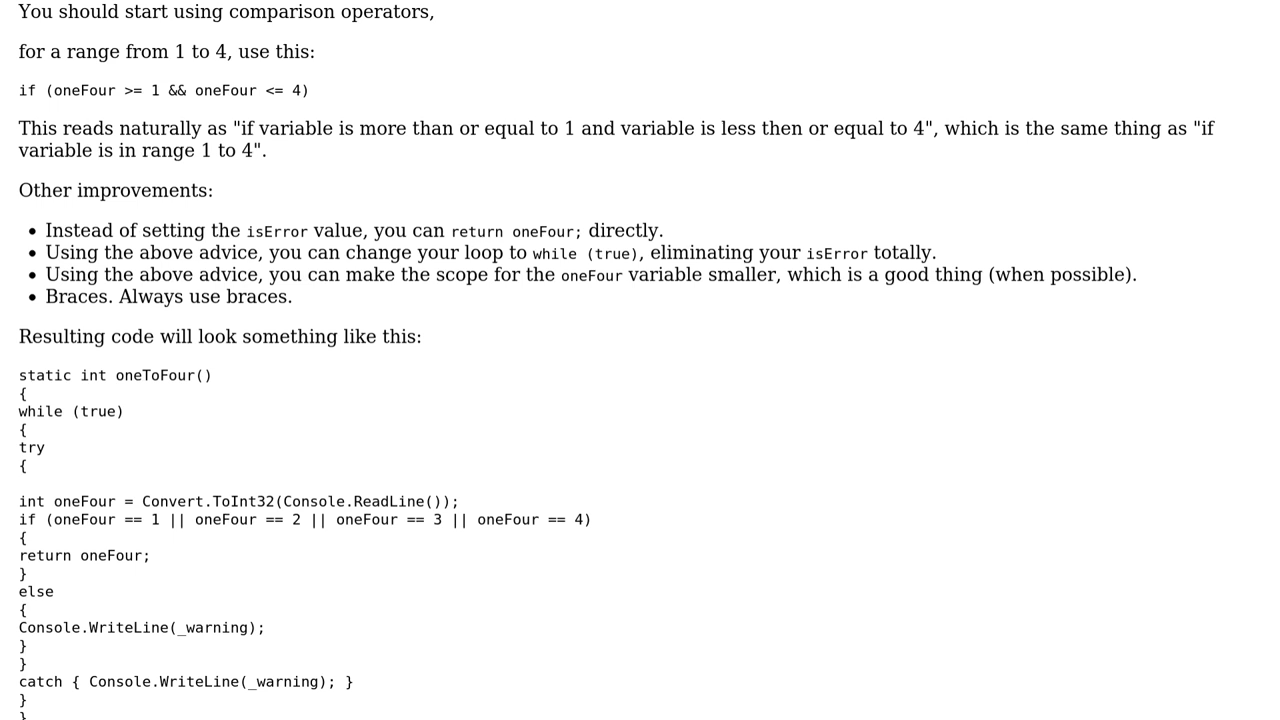 You should start using comparison operators,
for a range from 1 to 4, use this:
if (oneFour >= 1 && oneFour <= 4)
This reads naturally as "if variable is more than or equal to 1 and variable is less then or equal to 4", which is the same thing as "if
variable is in range 1 to 4".
Other improvements:
• Instead of setting the isError value, you can return oneFour; directly.
• Using the above advice, you can change your loop to while (true), eliminating your isError totally.
• Using the above advice, you can make the scope for the oneFour variable smaller, which is a good thing (when possible).
• Braces. Always use braces.
Resulting code will look something like this:
static int oneToFour()
{
while (true)
{
try
{
int oneFour = Convert.ToInt32(Console.ReadLine());
if (oneFour == 1 || oneFour == 2 || oneFour == 3 || oneFour == 4)
{
return oneFour;
}
else
{
Console.WriteLine(_warning);
}
}
catch { Console.WriteLine(_warning); }
}
}